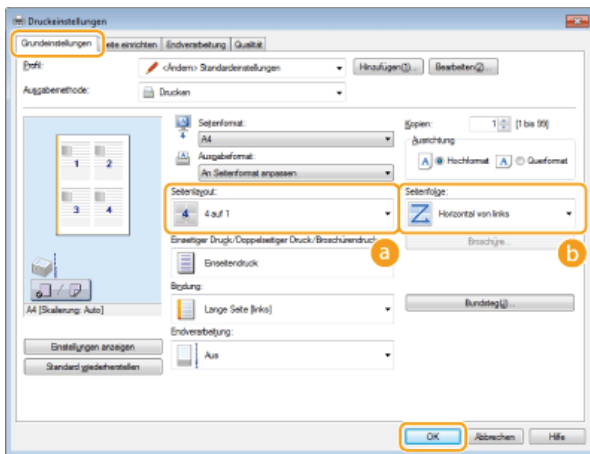 Druckeinstellungen
Grundeinstellungen Seite einrichten Endverarbeitung Qualität
Profil: <Ändern> Standardeinstellungen Hinzufügen(1)... Bearbeiten(2)...
Ausgabemethode: Drucken
Seitenformat: Kopien: 1 [1 bis 99]
A4 Ausrichtung
Ausgabeformat: A Hochformat A Querformat
An Seitenformat anpassen
1 2
3 4
Seitenlayout: Seitenfolge:
4 4 auf 1 Horizontal von links
a b
Einseitiger Druck/Doppelseitiger Druck/Broschürendruck: Broschüre...
Einseitendruck
Bindung:
A4 [Skalierung: Auto] Lange Seite [links] Bundsteg(j)...
Endverarbeitung:
Einstellungen anzeigen Aus
Standard wiederherstellen
OK Abbrechen Hilfe